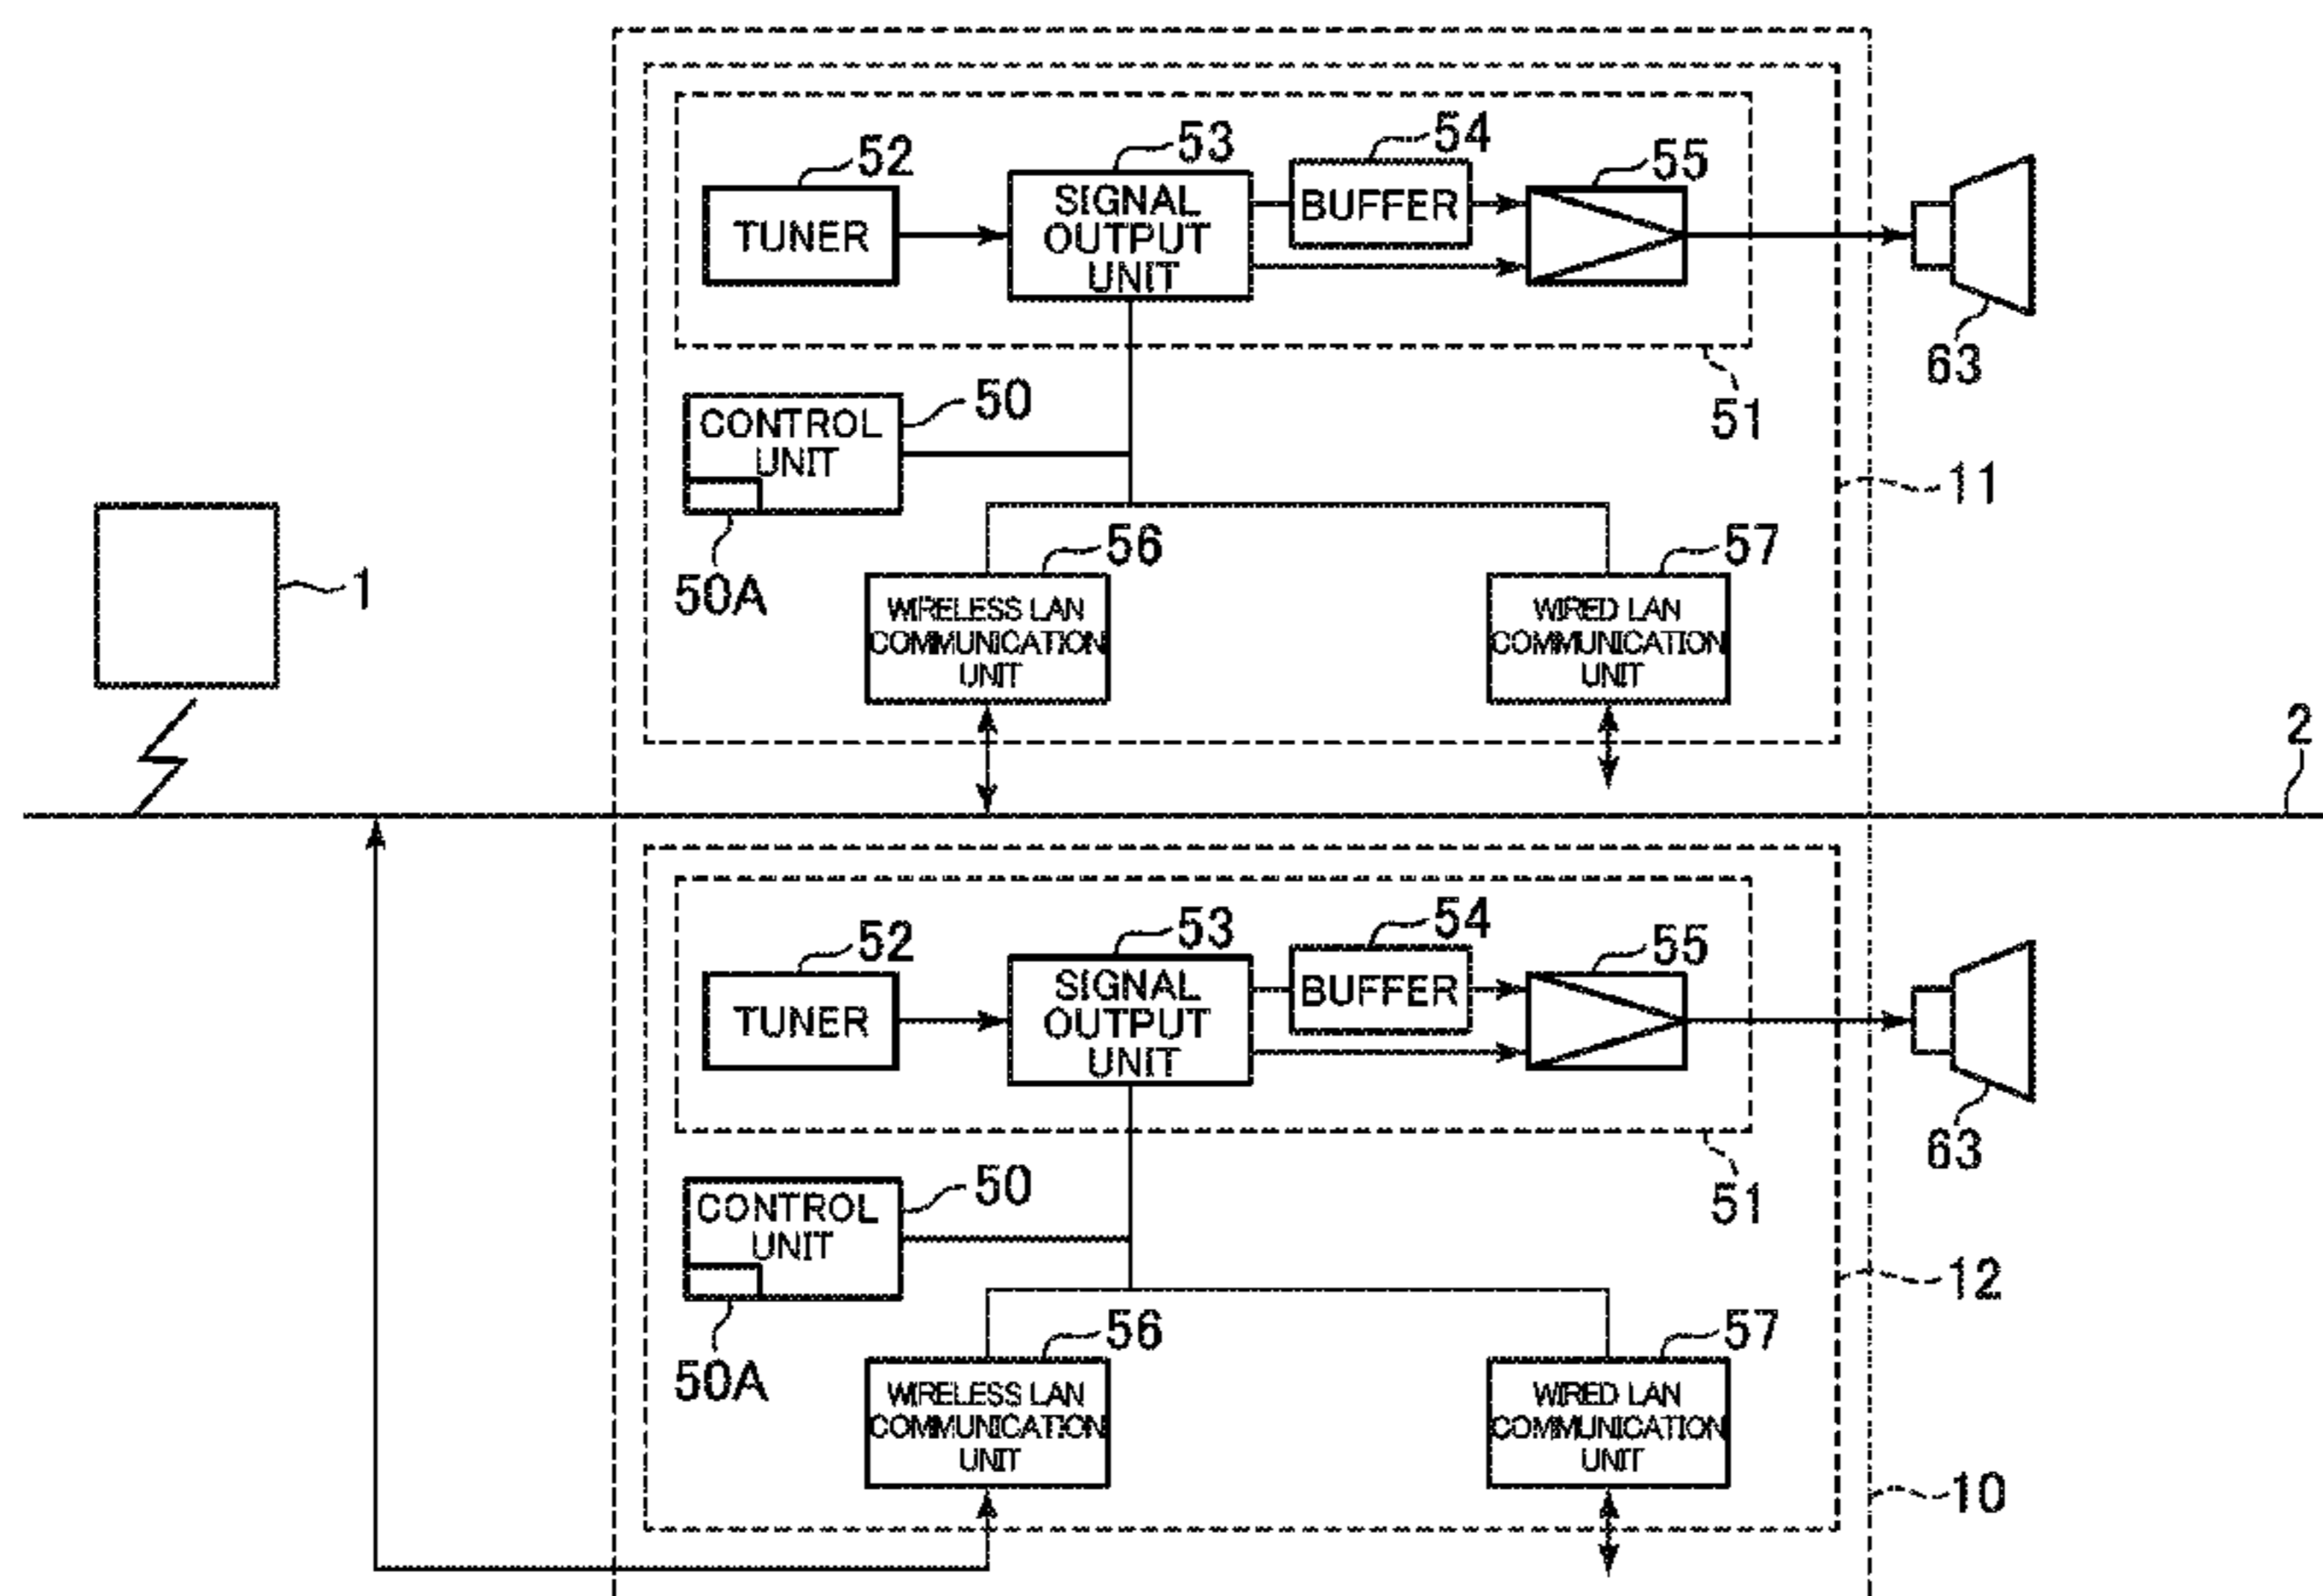 54
53
52
55
SIGNAL
BUFFER
TUNER
OUTPUT
UNIT
63
50
51
CONTROL
UNIT
11
56
57
50A
1
WIRELESS LAN
COMMUNICATION
UNIT
WIRED LAN
COMMUNICATION
UNIT
2
54
53
52
55
SIGNAL
BUFFER
TUNER
OUTPUT
UNIT
63
50
51
CONTROL
UNIT
12
56
57
50A
WIRELESS LAN
COMMUNICATION
UNIT
WIRED LAN
COMMUNICATION
UNIT
10